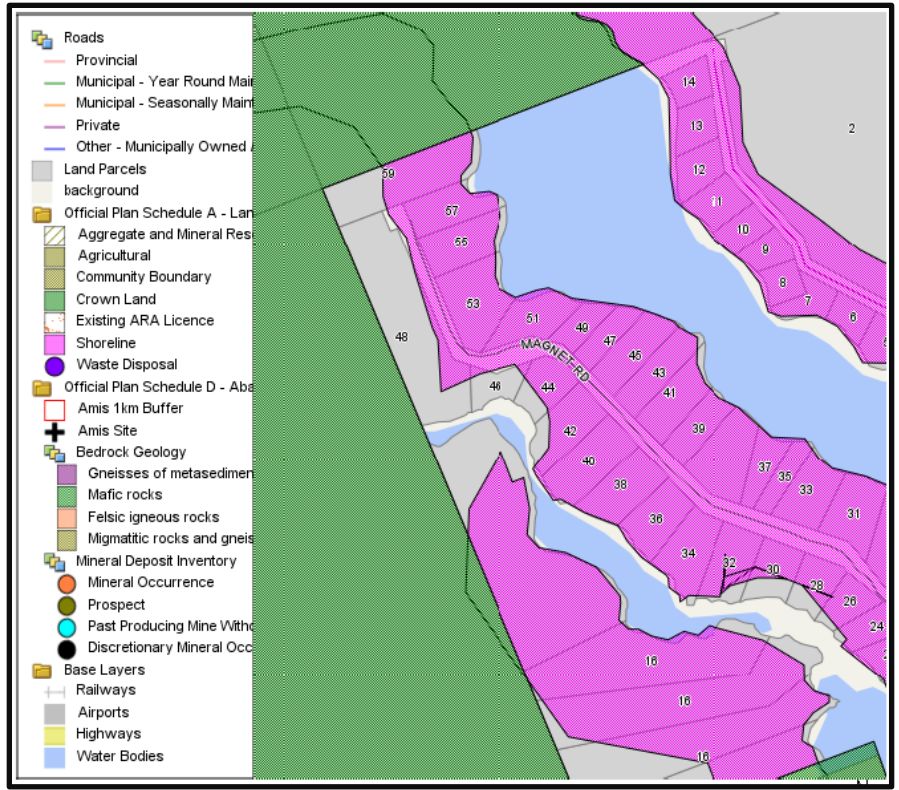 Roads
Provincial
Municipal - Year Round Mai
Municipal - Seasonally Maint
Private
Other - Municipally Owned
Land Parcels
background
Official Plan Schedule A - Lan
Aggregate and Mineral Res
Agricultural
Community Boundary
Crown Land
Existing ARA Licence
Shoreline
Waste Disposal
Official Plan Schedule D - Aba
Amis 1km Buffer
Amis Site
Bedrock Geology
Gneisses of metasedimen
Mafic rocks
Felsic igneous rocks
Migmatitic rocks and gneis
Mineral Deposit Inventory
Mineral Occurrence
Prospect
Past Producing Mine With
Discretionary Mineral Occ
Base Layers
Railways
Airports
Highways
Water Bodies
14
13
2
12
59
11
57
10
55
9
8
7
53
6
51
49
47
48
MAGNET RD
45
43
46
44
41
42
39
40
37
35
38
33
31
36
34
32
30
28
26
24
16
16
16